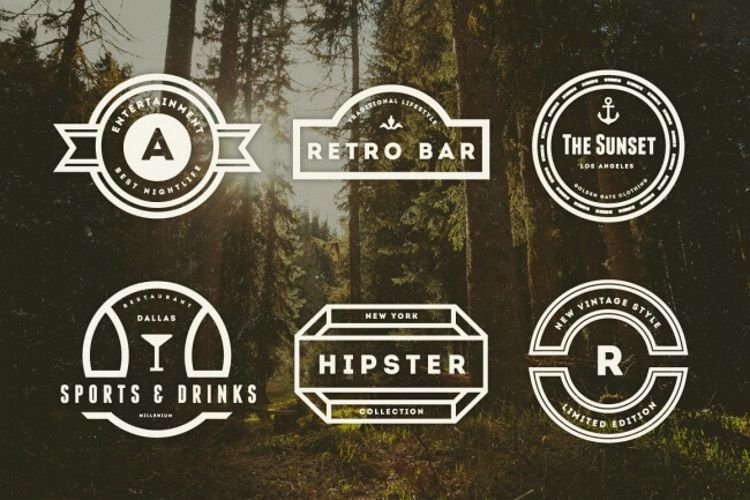 ENTERTAINMENT
A
BEST NIGHTLIFE
TRADITIONAL LIFESTYLE
RETRO BAR
THE SUNSET
LOS ANGELES
GOLDEN GATE CLOTHING
RESTAURANT
DALLAS
SPORTS & DRINKS
MILLENIUM
NEW YORK
HIPSTER
COLLECTION
NEW VINTAGE STYLE
R
LIMITED EDITION